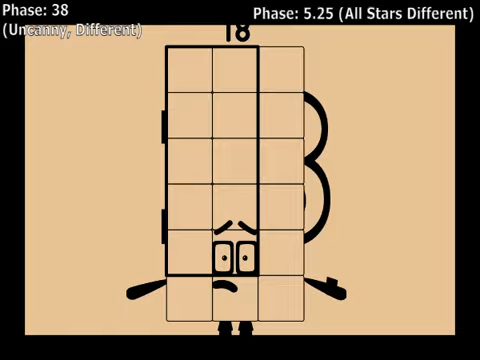 Phase: 38
(Uncanny, Different)
Phase: 5.25 (All Stars Different)
18